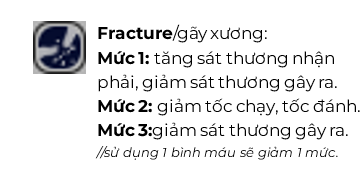 Fracture/gãy xương:
Mức 1: tăng sát thương nhận
phải, giảm sát thương gây ra.
Mức 2: giảm tốc chạy, tốc đánh.
Mức 3:giảm sát thương gây ra.
//sử dụng 1 bình máu sẽ giảm 1 mức.